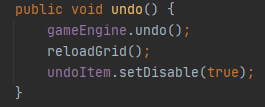 public void undo() {
    gameEngine.undo();
    reloadGrid();
    undoItem.setDisable(true);
}